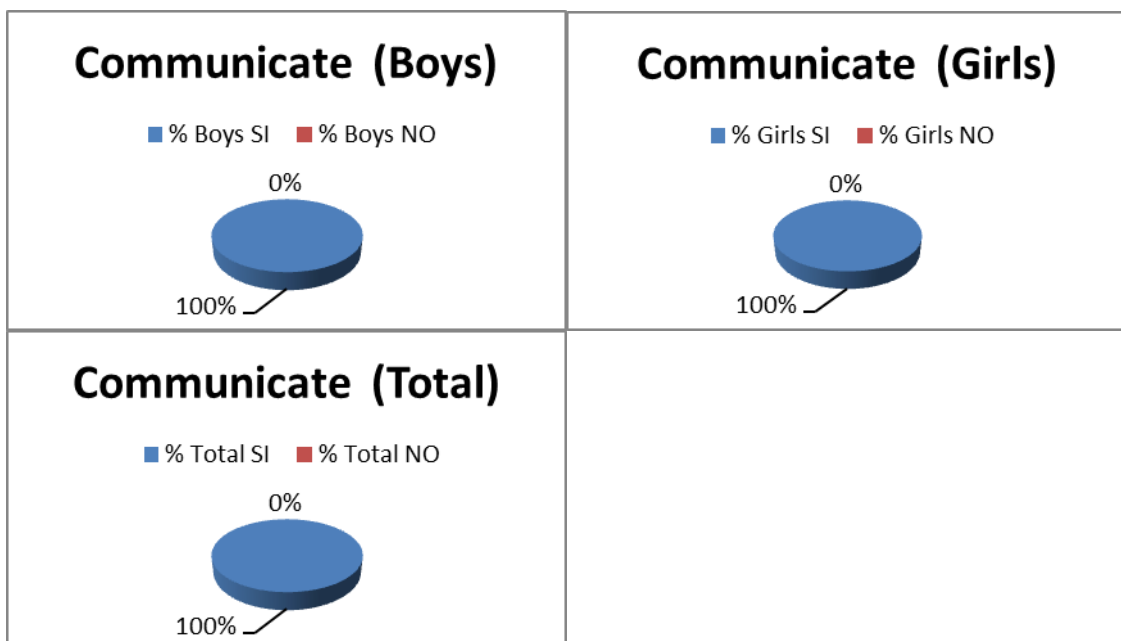 Communicate (Boys)
% Boys SI % Boys NO
0%
100%
Communicate (Girls)
% Girls SI % Girls NO
0%
100%
Communicate (Total)
% Total SI % Total NO
0%
100%